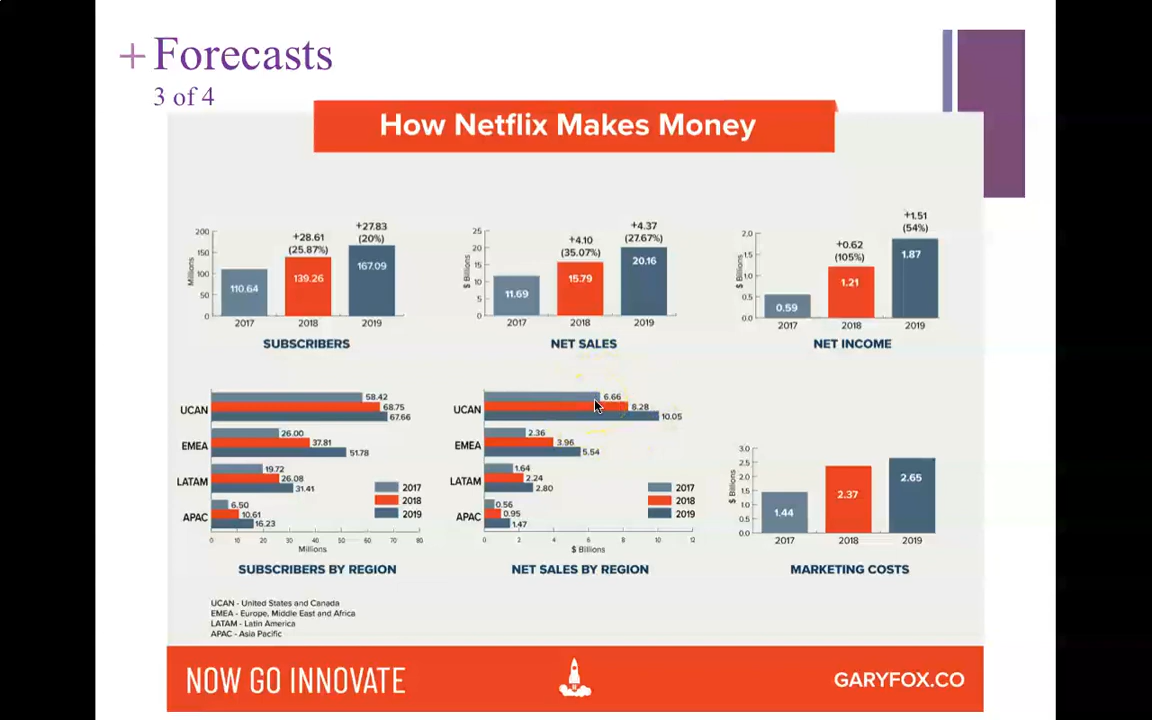 + Forecasts
3 of 4
How Netflix Makes Money
200
150
100
50
0
Millions
110.64
+28.61
(25.87%)
139.26
+27.83
(20%)
167.09
2017
2018
2019
SUBSCRIBERS
25
20
15
10
5
0
$ Billions
11.69
+4.10
(35.07%)
15.79
+4.37
(27.67%)
20.16
2017
2018
2019
NET SALES
2.0
1.5
1.0
0.5
0.0
$ Billions
0.59
+0.62
(105%)
1.21
+1.51
(54%)
1.87
2017
2018
2019
NET INCOME
UCAN
58.42
68.75
67.66
EMEA
26.00
37.81
51.78
LATAM
19.72
26.08
31.41
APAC
6.50
10.61
16.23
2017
2018
2019
0 10 20 30 40 50 60 70 80
Millions
SUBSCRIBERS BY REGION
UCAN
6.66
8.28
10.05
EMEA
2.36
3.96
5.54
LATAM
1.64
2.24
2.80
APAC
0.56
0.95
1.47
2017
2018
2019
0 2 4 6 8 10 12
$ Billions
NET SALES BY REGION
3.0
2.5
2.0
1.5
1.0
0.5
0.0
$ Billions
1.44
2.37
2.65
2017
2018
2019
MARKETING COSTS
UCAN - United States and Canada
EMEA - Europe, Middle East and Africa
LATAM - Latin America
APAC - Asia Pacific
NOW GO INNOVATE
GARYFOX.CO